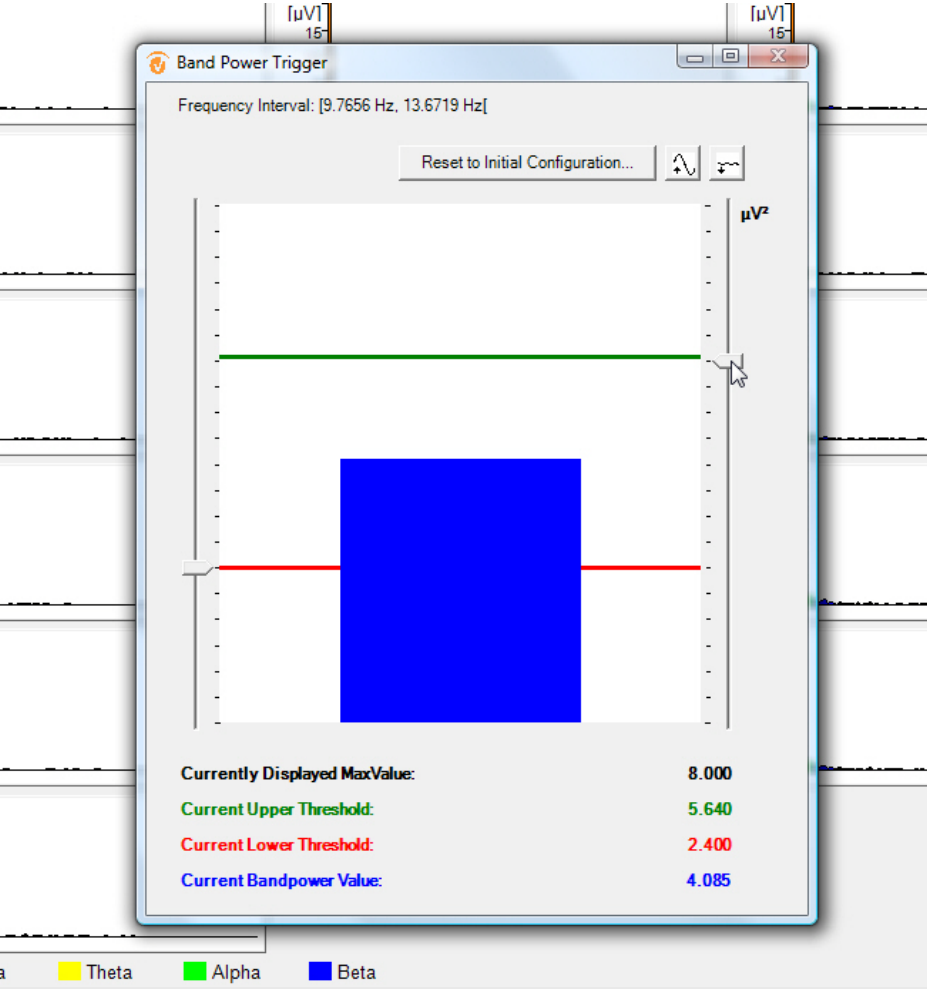 [µV]
15
[µV]
15
Band Power Trigger
Frequency Interval: [9.7656 Hz, 13.6719 Hz[
Reset to Initial Configuration...
µV²
Currently Displayed MaxValue: 8.000
Current Upper Threshold: 5.640
Current Lower Threshold: 2.400
Current Bandpower Value: 4.085
a Theta Alpha Beta